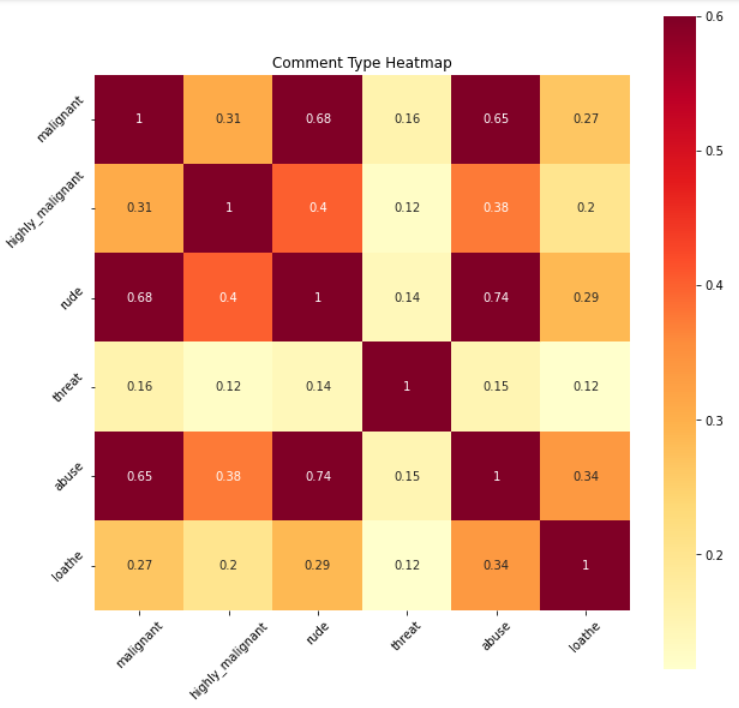 Comment Type Heatmap
malignant 1 0.31 0.68 0.16 0.65 0.27
highly_malignant 0.31 1 0.4 0.12 0.38 0.2
rude 0.68 0.4 1 0.14 0.74 0.29
threat 0.16 0.12 0.14 1 0.15 0.12
abuse 0.65 0.38 0.74 0.15 1 0.34
loathe 0.27 0.2 0.29 0.12 0.34 1
malignant highly_malignant rude threat abuse loathe
0.6
0.5
0.4
0.3
0.2